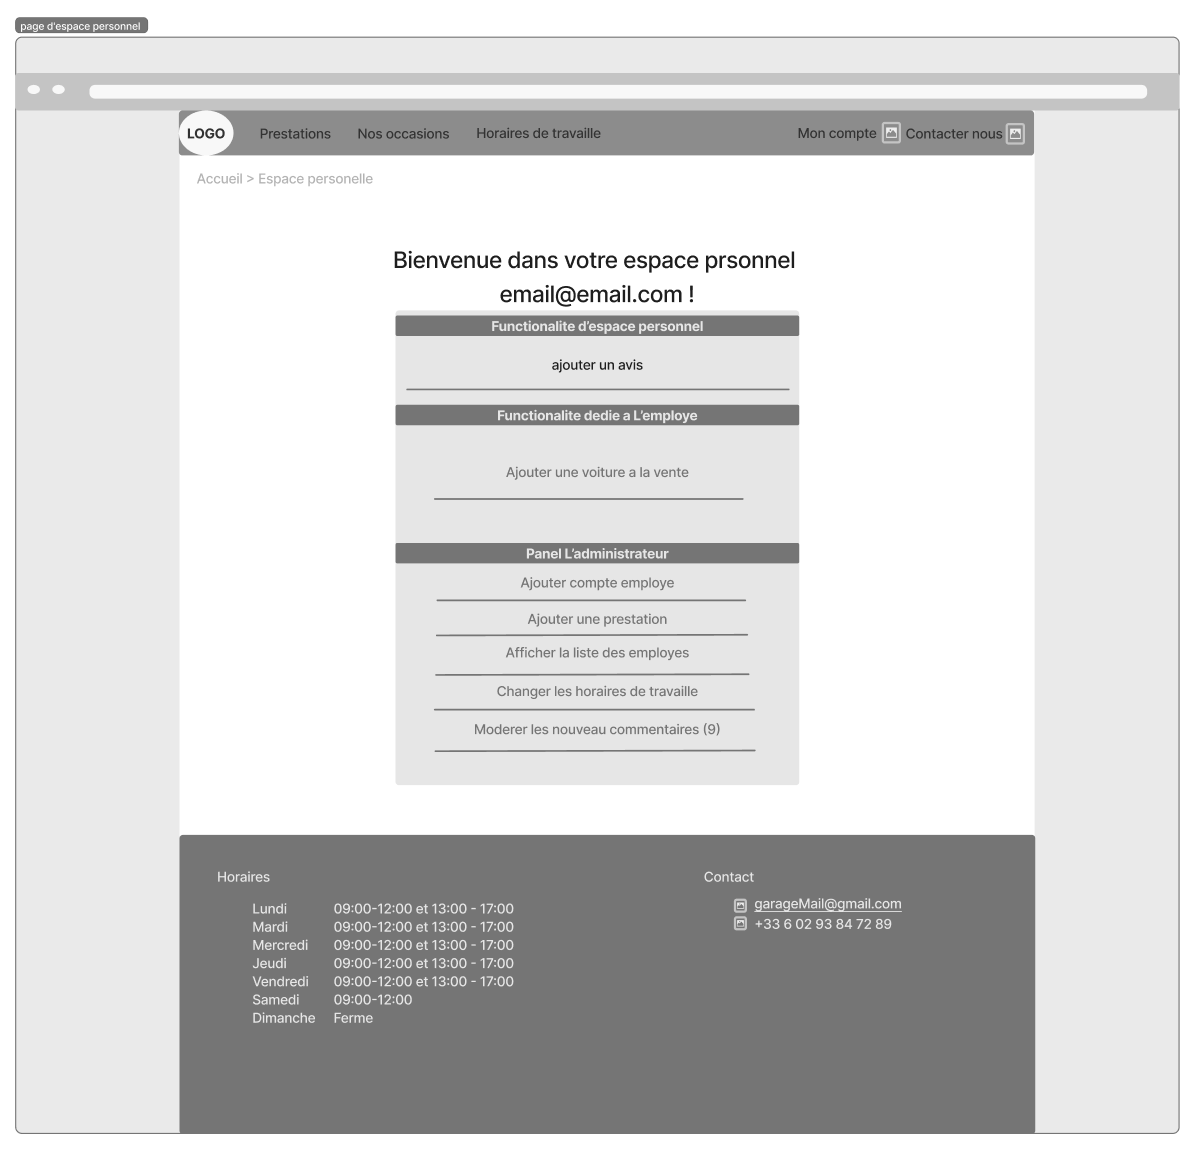 page d'espace personnel
LOGO Prestations Nos occasions Horaires de travaille Mon compte Contacter nous
Accueil > Espace personelle
Bienvenue dans votre espace prsonnel
email@email.com !
Functionalite d'espace personnel
ajouter un avis
Functionalite dedie a L'employe
Ajouter une voiture a la vente
Panel L'administrateur
Ajouter compte employe
Ajouter une prestation
Afficher la liste des employes
Changer les horaires de travaille
Moderer les nouveau commentaires (9)
Horaires
Lundi 09:00-12:00 et 13:00 - 17:00
Mardi 09:00-12:00 et 13:00 - 17:00
Mercredi 09:00-12:00 et 13:00 - 17:00
Jeudi 09:00-12:00 et 13:00 - 17:00
Vendredi 09:00-12:00 et 13:00 - 17:00
Samedi 09:00-12:00
Dimanche Ferme
Contact
garageMail@gmail.com
+33 6 02 93 84 72 89